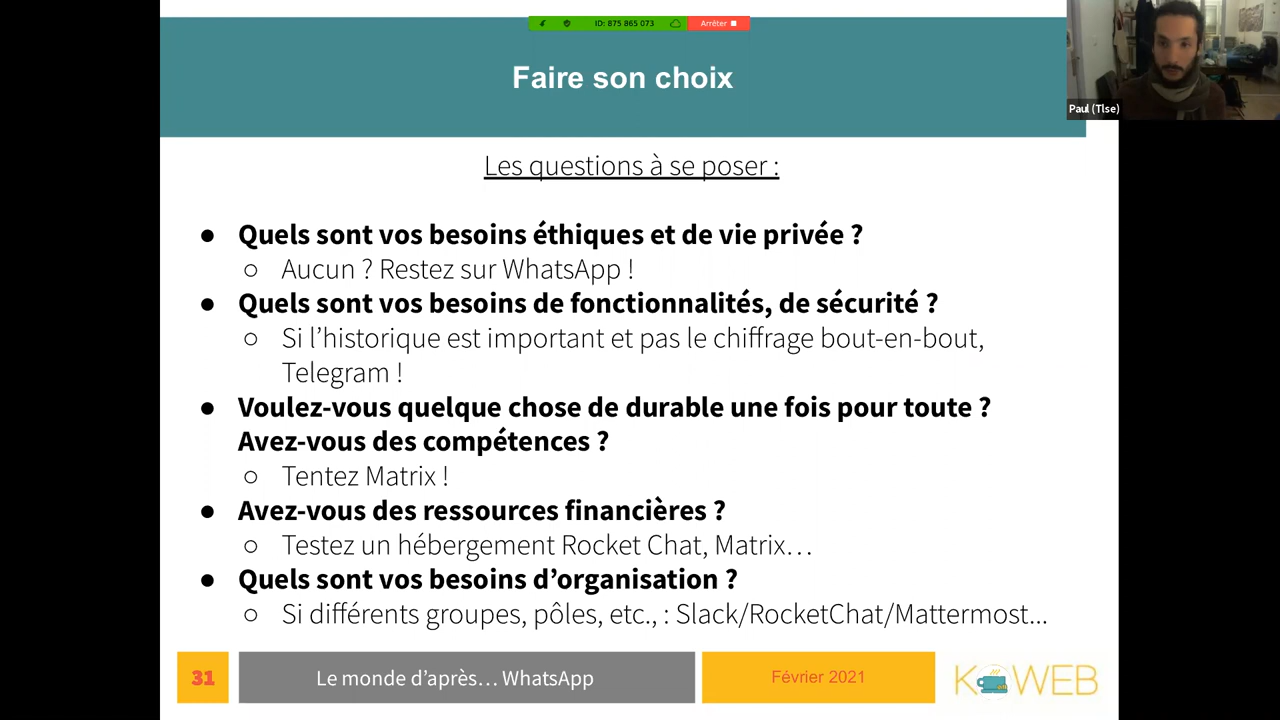 ID: 875 865 073
Arrêter
Faire son choix
Paul (Tlse)
Les questions à se poser :
● Quels sont vos besoins éthiques et de vie privée ?
○ Aucun ? Restez sur WhatsApp !
● Quels sont vos besoins de fonctionnalités, de sécurité ?
○ Si l’historique est important et pas le chiffrage bout-en-bout,
Telegram !
● Voulez-vous quelque chose de durable une fois pour toute ?
Avez-vous des compétences ?
○ Tentez Matrix !
● Avez-vous des ressources financières ?
○ Testez un hébergement Rocket Chat, Matrix…
● Quels sont vos besoins d’organisation ?
○ Si différents groupes, pôles, etc., : Slack/RocketChat/Mattermost...
31
Le monde d’après… WhatsApp
Février 2021
K WEB